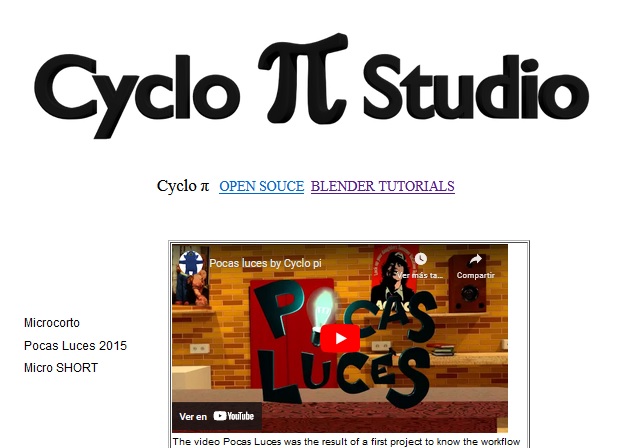 Cyclo π Studio
Cyclo π OPEN SOUCE BLENDER TUTORIALS
Pocas luces by Cyclo pi
Ver más ta...
Compartir
POCAS
LUCES
Microcorto
Pocas Luces 2015
Micro SHORT
Ver en YouTube
The video Pocas Luces was the result of a first project to know the workflow